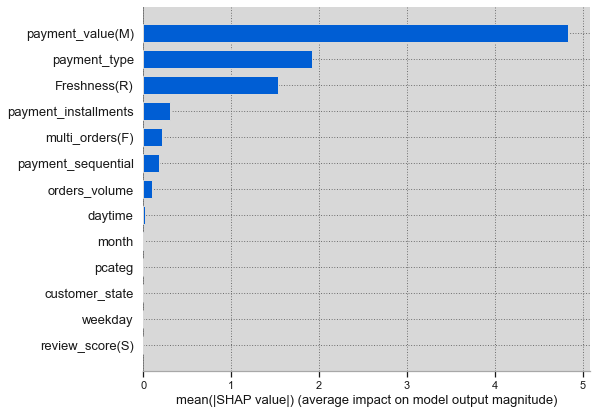 payment_value(M)
payment_type
Freshness(R)
payment_installments
multi_orders(F)
payment_sequential
orders_volume
daytime
month
pcateg
customer_state
weekday
review_score(S)
0 1 2 3 4 5
mean(|SHAP value|) (average impact on model output magnitude)